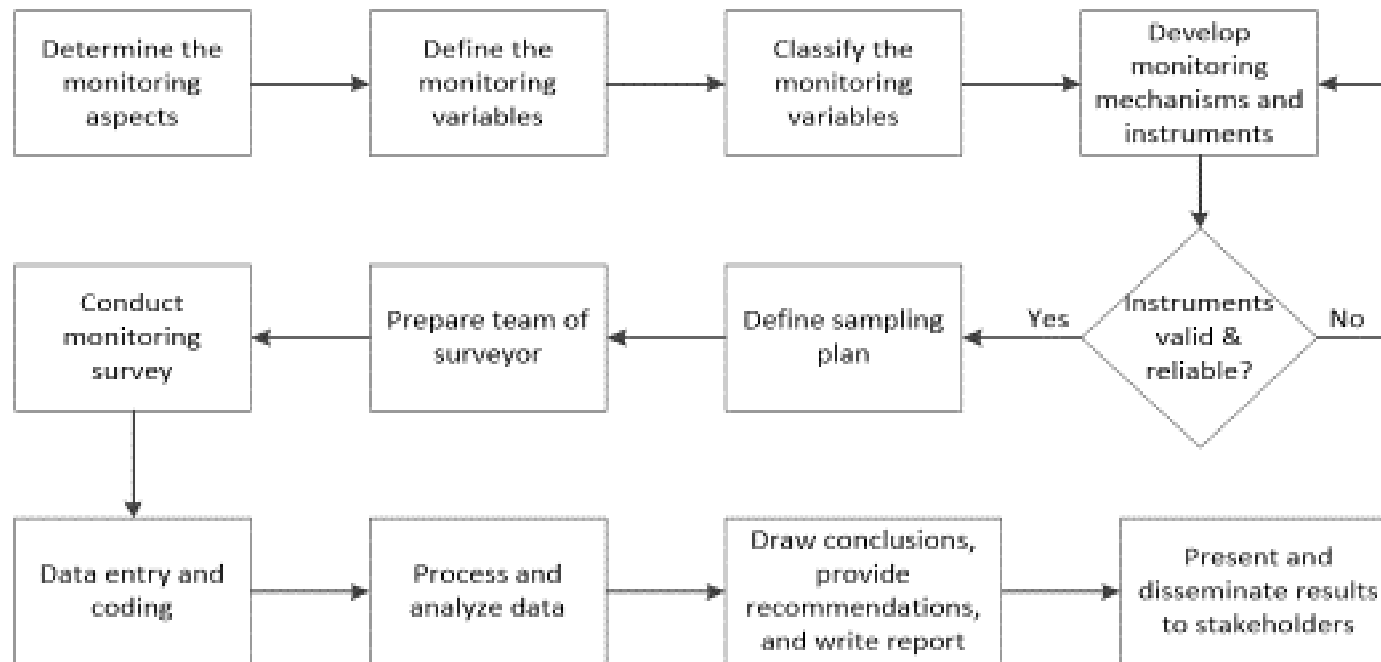 Determine the
monitoring
aspects
Define the
monitoring
variables
Classify the
monitoring
variables
Develop
monitoring
mechanisms and
instruments
Conduct
monitoring
survey
Prepare team of
surveyor
Define sampling
plan
Yes
Instruments
valid &
reliable?
No
Data entry and
coding
Process and
analyze data
Draw conclusions,
provide
recommendations,
and write report
Present and
disseminate results
to stakeholders